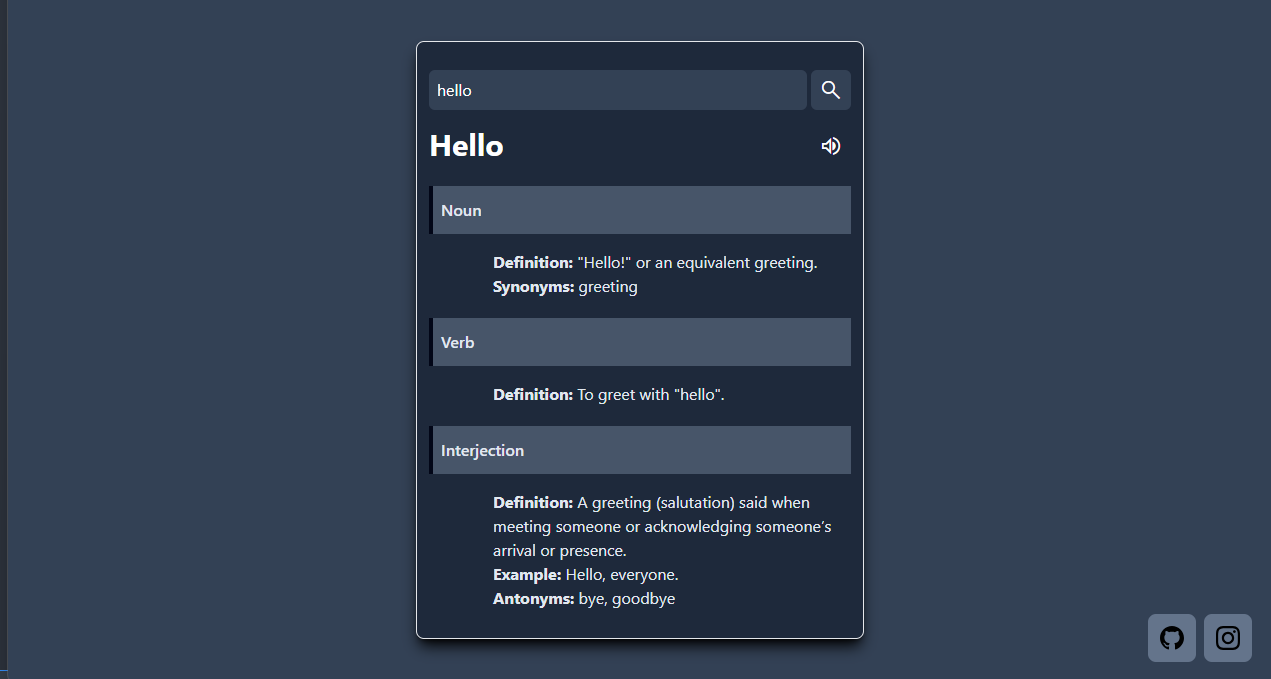 hello
Hello
Noun
Definition: "Hello!" or an equivalent greeting.
Synonyms: greeting
Verb
Definition: To greet with "hello".
Interjection
Definition: A greeting (salutation) said when
meeting someone or acknowledging someone’s
arrival or presence.
Example: Hello, everyone.
Antonyms: bye, goodbye